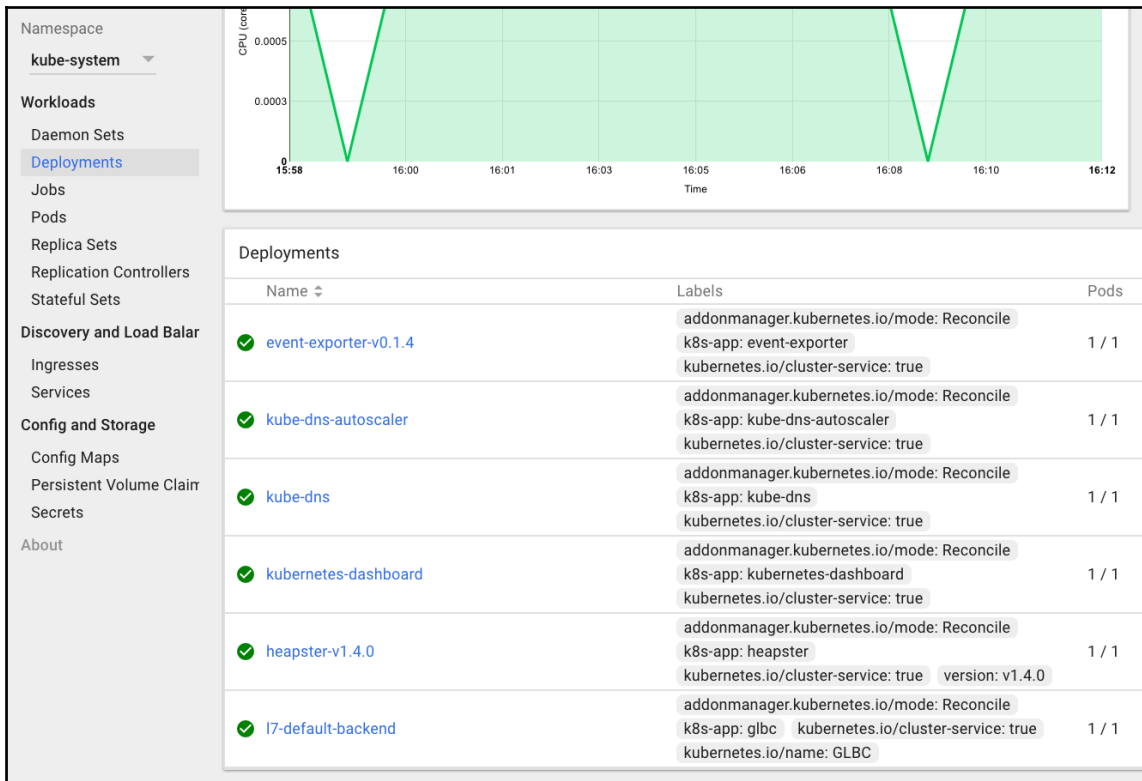 Namespace
kube-system
Workloads
Daemon Sets
Deployments
Jobs
Pods
Replica Sets
Replication Controllers
Stateful Sets
Discovery and Load Balar
Ingresses
Services
Config and Storage
Config Maps
Persistent Volume Claim
Secrets
About
CPU (core
0.0005
0.0003
0
15:58 16:00 16:01 16:03 16:05 16:06 16:08 16:10 16:12
Time
Deployments
Name Labels Pods
addonmanager.kubernetes.io/mode: Reconcile
event-exporter-v0.1.4 k8s-app: event-exporter 1 / 1
kubernetes.io/cluster-service: true
addonmanager.kubernetes.io/mode: Reconcile
kube-dns-autoscaler k8s-app: kube-dns-autoscaler 1 / 1
kubernetes.io/cluster-service: true
addonmanager.kubernetes.io/mode: Reconcile
kube-dns k8s-app: kube-dns 1 / 1
kubernetes.io/cluster-service: true
addonmanager.kubernetes.io/mode: Reconcile
kubernetes-dashboard k8s-app: kubernetes-dashboard 1 / 1
kubernetes.io/cluster-service: true
addonmanager.kubernetes.io/mode: Reconcile
heapster-v1.4.0 k8s-app: heapster 1 / 1
kubernetes.io/cluster-service: true version: v1.4.0
addonmanager.kubernetes.io/mode: Reconcile
l7-default-backend k8s-app: glbc kubernetes.io/cluster-service: true 1 / 1
kubernetes.io/name: GLBC